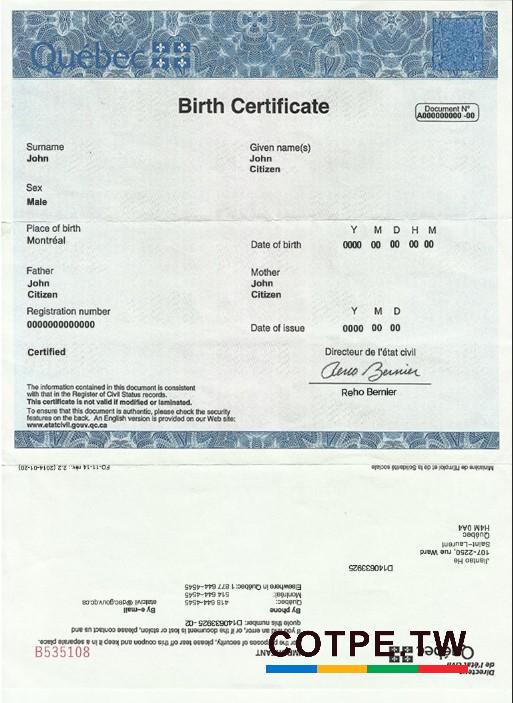 Québec
Birth Certificate
Document N°
A000000000 -00
Surname
John
Given name(s)
John
Citizen
Sex
Male
Place of birth
Montréal
Y M D H M
Date of birth 0000 00 00 00 00
Father
John
Citizen
Mother
John
Citizen
Registration number
0000000000000
Y M D
Date of issue 0000 00 00
Certified
Directeur de l'état civil
Reno Bernier
Reho Bernier
The information contained in this document is consistent
with that in the Register of Civil Status records.
This certificate is not valid if modified or laminated.
To ensure that this document is authentic, please check the security
features on the back. An English version is provided on our Web site:
www.etatcivil.gouv.qc.ca
FO-11-14 rév. : 2.2 (2014-01-20)
Ministère de l'Emploi et de la Solidarité sociale
Jiantao He
107-2250, rue Ward
Saint-Laurent
Québec
H4M 0A4
D140633925
By phone
Québec: 418 644-4545
Montréal: 514 644-4545
Elsewhere in Québec: 1 877 644-4545
By e-mail
etatcivil@dec.gouv.qc.ca
IMPORTANT
For the purposes of security, please tear off this coupon and keep it in a separate place.
If you find an error, or if the document is lost or stolen, please contact us and
quote this number: D140633925-02
B535108
Directeur
de l'état civil
Québec
COTPE.TW